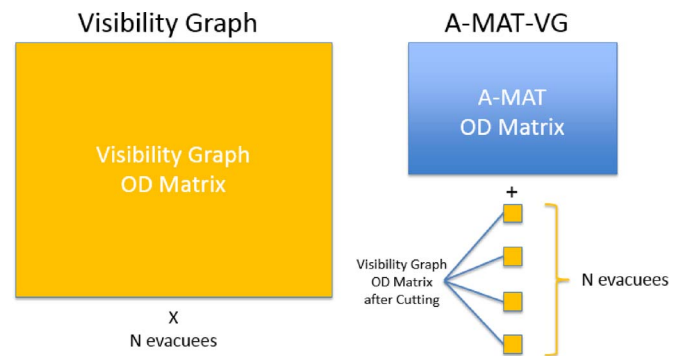 Visibility Graph
Visibility Graph
OD Matrix
x
N evacuees
A-MAT-VG
A-MAT
OD Matrix
+
Visibility Graph
OD Matrix
after Cutting
N evacuees